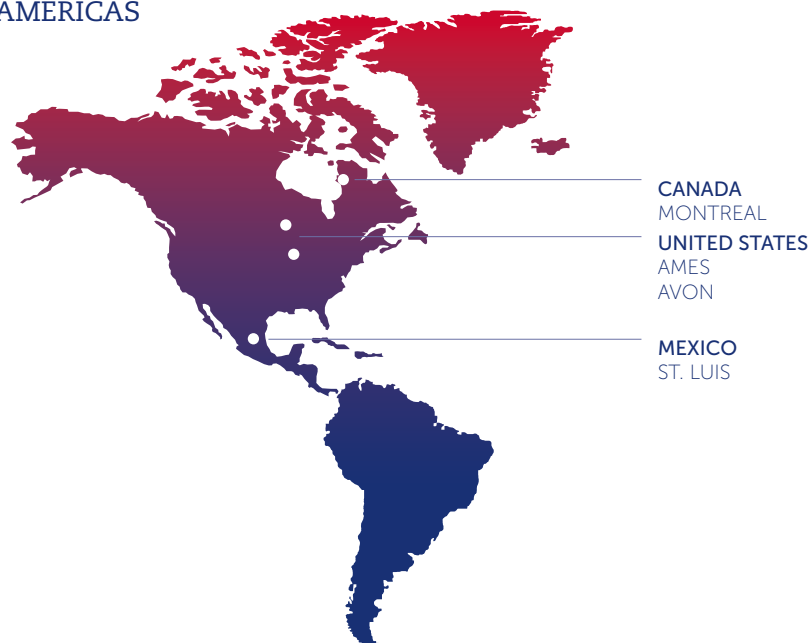 AMERICAS
CANADA
MONTREAL
UNITED STATES
AMES
AVON
MEXICO
ST. LUIS